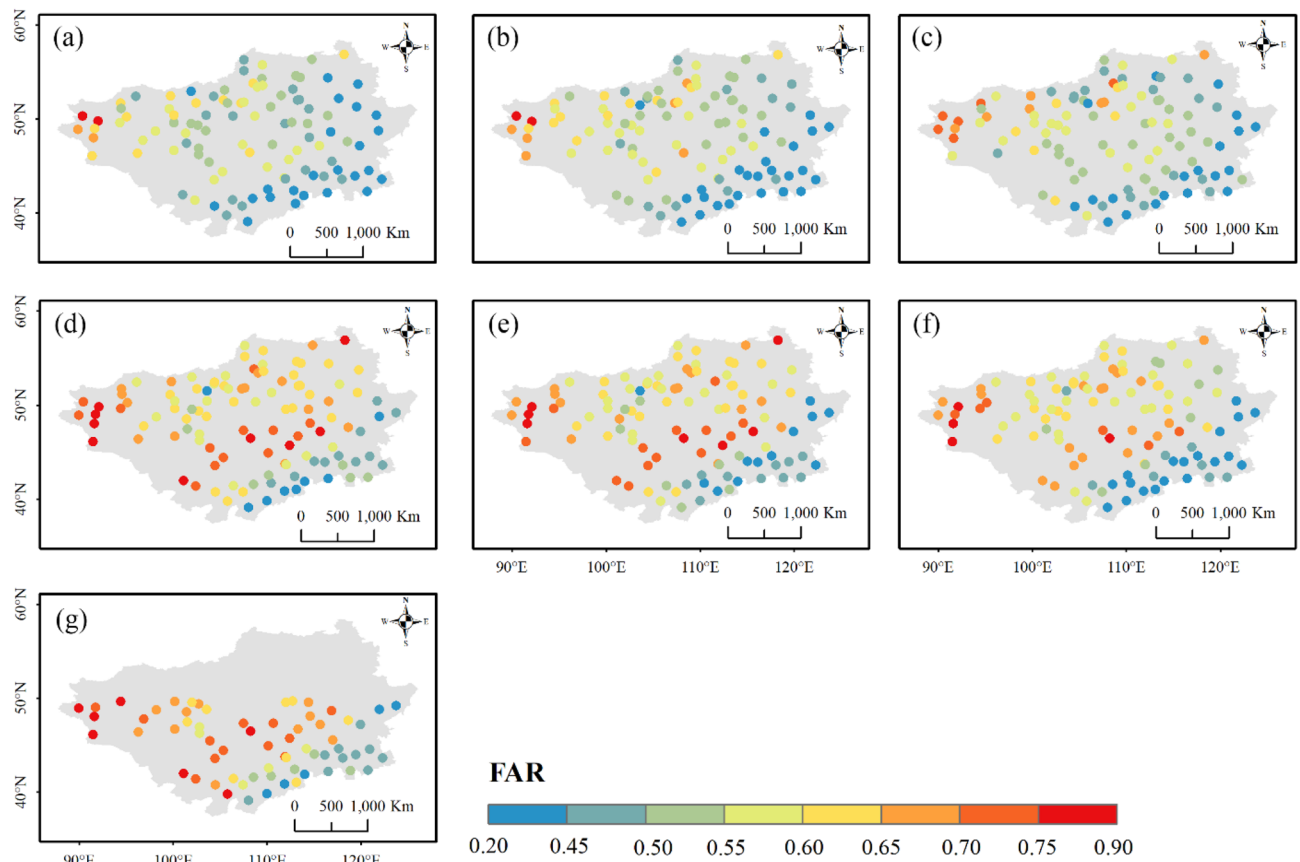 (a)
N
W E
S
60°N
50°N
40°N
0 500 1,000 Km
(b)
N
W E
S
0 500 1,000 Km
(c)
N
W E
S
0 500 1,000 Km
(d)
N
W E
S
60°N
50°N
40°N
0 500 1,000 Km
(e)
N
W E
S
0 500 1,000 Km
90°E 100°E 110°E 120°E
(f)
N
W E
S
0 500 1,000 Km
90°E 100°E 110°E 120°E
(g)
N
W E
S
60°N
50°N
40°N
0 500 1,000 Km
90°E 100°E 110°E 120°E
FAR
0.20 0.45 0.50 0.55 0.60 0.65 0.70 0.75 0.90